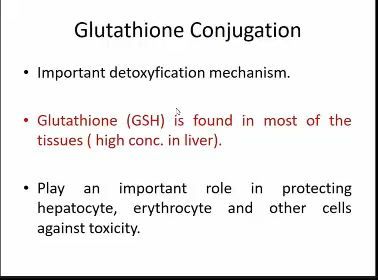 Glutathione Conjugation
• Important detoxyfication mechanism.
• Glutathione (GSH) is found in most of the
tissues ( high conc. in liver).
• Play an important role in protecting
hepatocyte, erythrocyte and other cells
against toxicity.